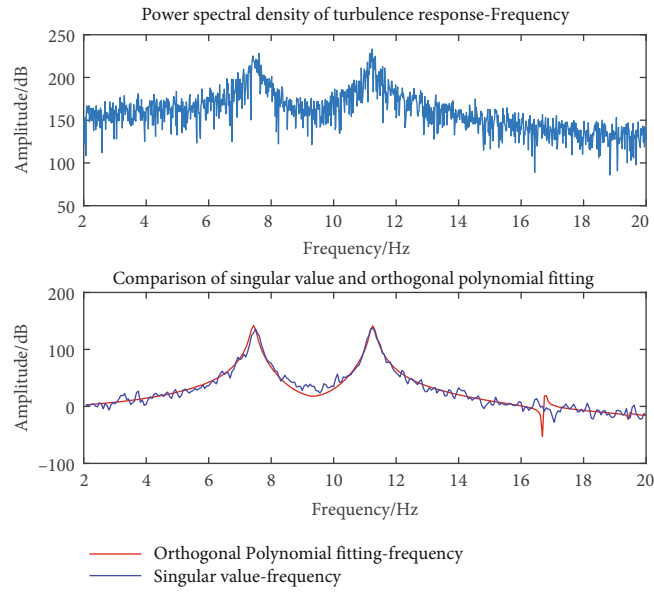 Power spectral density of turbulence response-Frequency
250
200
150
100
50
Amplitude/dB
2 4 6 8 10 12 14 16 18 20
Frequency/Hz
Comparison of singular value and orthogonal polynomial fitting
200
100
0
−100
Amplitude/dB
2 4 6 8 10 12 14 16 18 20
Frequency/Hz
Orthogonal Polynomial fitting-frequency
Singular value-frequency